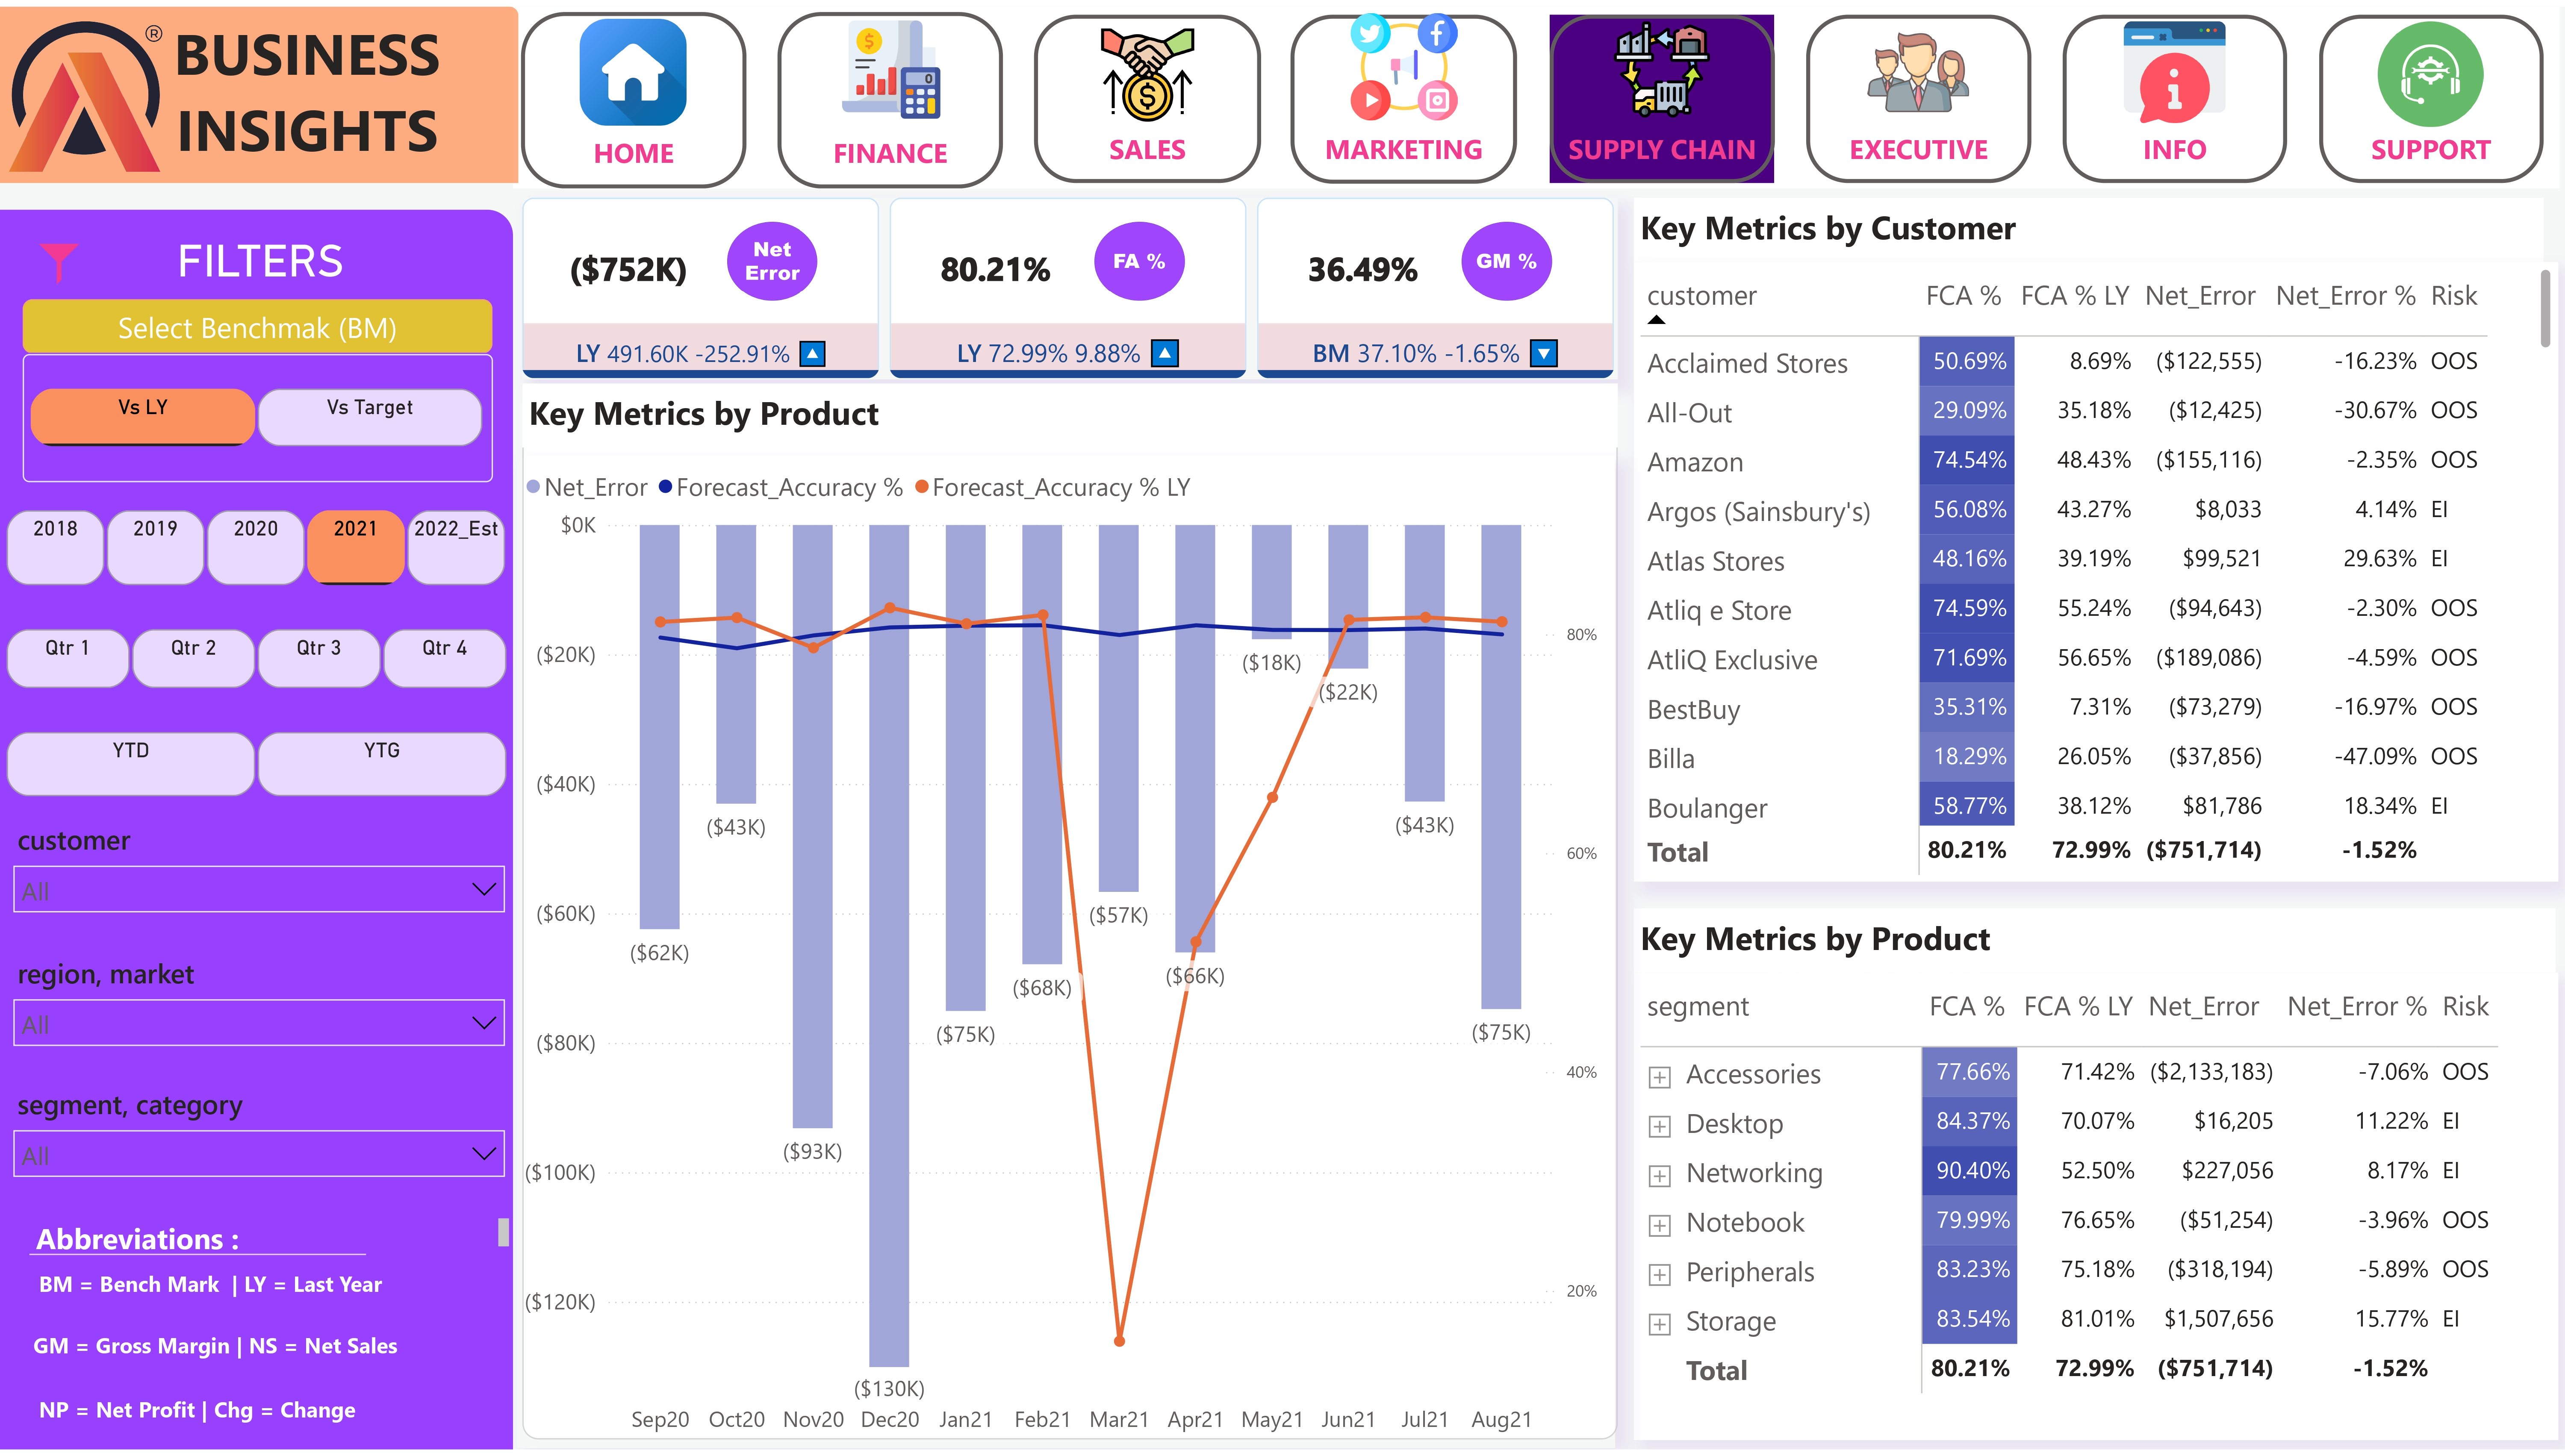 ®
BUSINESS
INSIGHTS
HOME
FINANCE
SALES
MARKETING
SUPPLY CHAIN
EXECUTIVE
INFO
SUPPORT
FILTERS
Select Benchmak (BM)
Vs LY Vs Target
2018 2019 2020 2021 2022_Est
Qtr 1 Qtr 2 Qtr 3 Qtr 4
YTD YTG
customer
All
region, market
All
segment, category
All
Abbreviations :
BM = Bench Mark | LY = Last Year
GM = Gross Margin | NS = Net Sales
NP = Net Profit | Chg = Change
($752K) Net Error
LY 491.60K -252.91%
80.21% FA %
LY 72.99% 9.88%
36.49% GM %
BM 37.10% -1.65%
Key Metrics by Product
Net_Error Forecast_Accuracy % Forecast_Accuracy % LY
$0K
($20K)
($40K)
($60K)
($80K)
($100K)
($120K)
80%
60%
40%
20%
($62K)
($43K)
($93K)
($130K)
($75K)
($68K)
($57K)
($66K)
($18K)
($22K)
($43K)
($75K)
Sep20 Oct20 Nov20 Dec20 Jan21 Feb21 Mar21 Apr21 May21 Jun21 Jul21 Aug21
Key Metrics by Customer
customer FCA % FCA % LY Net_Error Net_Error % Risk
Acclaimed Stores 50.69% 8.69% ($122,555) -16.23% OOS
All-Out 29.09% 35.18% ($12,425) -30.67% OOS
Amazon 74.54% 48.43% ($155,116) -2.35% OOS
Argos (Sainsbury's) 56.08% 43.27% $8,033 4.14% EI
Atlas Stores 48.16% 39.19% $99,521 29.63% EI
Atliq e Store 74.59% 55.24% ($94,643) -2.30% OOS
AtliQ Exclusive 71.69% 56.65% ($189,086) -4.59% OOS
BestBuy 35.31% 7.31% ($73,279) -16.97% OOS
Billa 18.29% 26.05% ($37,856) -47.09% OOS
Boulanger 58.77% 38.12% $81,786 18.34% EI
Total 80.21% 72.99% ($751,714) -1.52%
Key Metrics by Product
segment FCA % FCA % LY Net_Error Net_Error % Risk
Accessories 77.66% 71.42% ($2,133,183) -7.06% OOS
Desktop 84.37% 70.07% $16,205 11.22% EI
Networking 90.40% 52.50% $227,056 8.17% EI
Notebook 79.99% 76.65% ($51,254) -3.96% OOS
Peripherals 83.23% 75.18% ($318,194) -5.89% OOS
Storage 83.54% 81.01% $1,507,656 15.77% EI
Total 80.21% 72.99% ($751,714) -1.52%